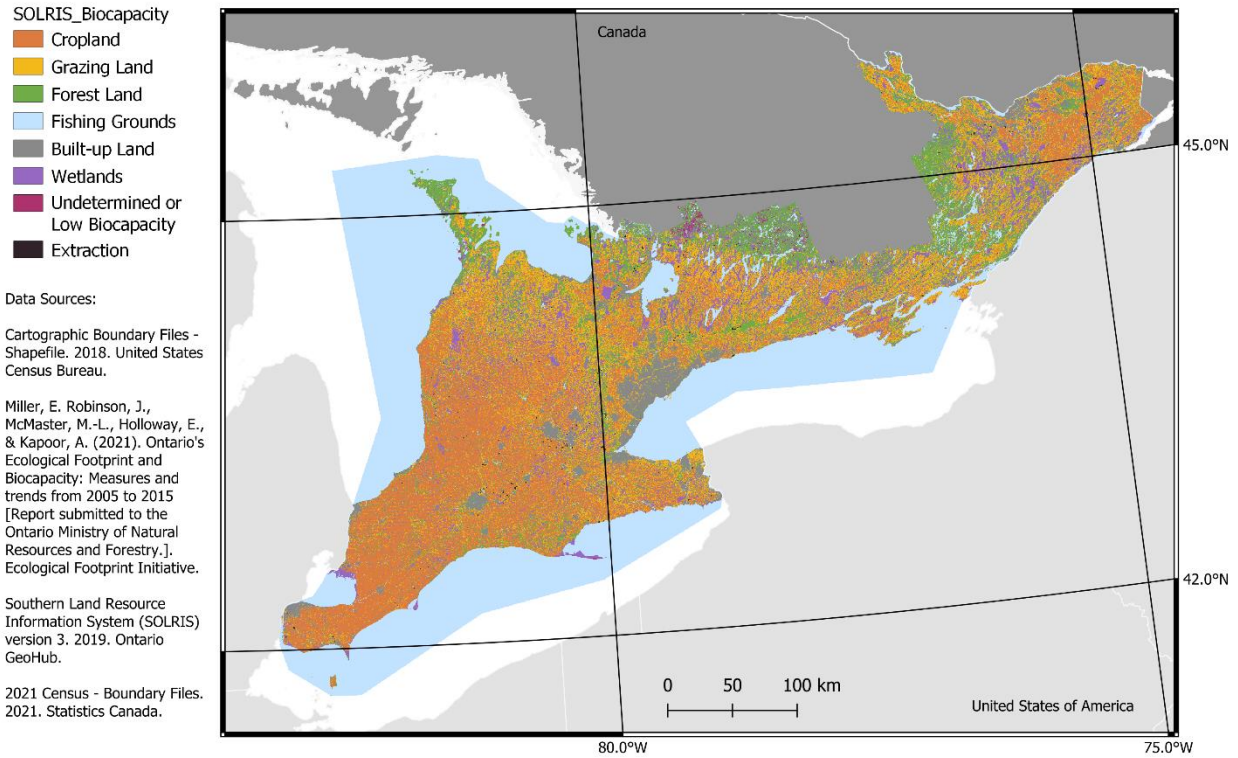 SOLRIS_Biocapacity
Cropland
Grazing Land
Forest Land
Fishing Grounds
Built-up Land
Wetlands
Undetermined or
Low Biocapacity
Extraction
Data Sources:
Cartographic Boundary Files -
Shapefile. 2018. United States
Census Bureau.
Miller, E. Robinson, J.,
McMaster, M.-L., Holloway, E.,
& Kapoor, A. (2021). Ontario's
Ecological Footprint and
Biocapacity: Measures and
trends from 2005 to 2015
[Report submitted to the
Ontario Ministry of Natural
Resources and Forestry.].
Ecological Footprint Initiative.
Southern Land Resource
Information System (SOLRIS)
version 3. 2019. Ontario
GeoHub.
2021 Census - Boundary Files.
2021. Statistics Canada.
Canada
45.0°N
42.0°N
0 50 100 km
United States of America
80.0°W 75.0°W